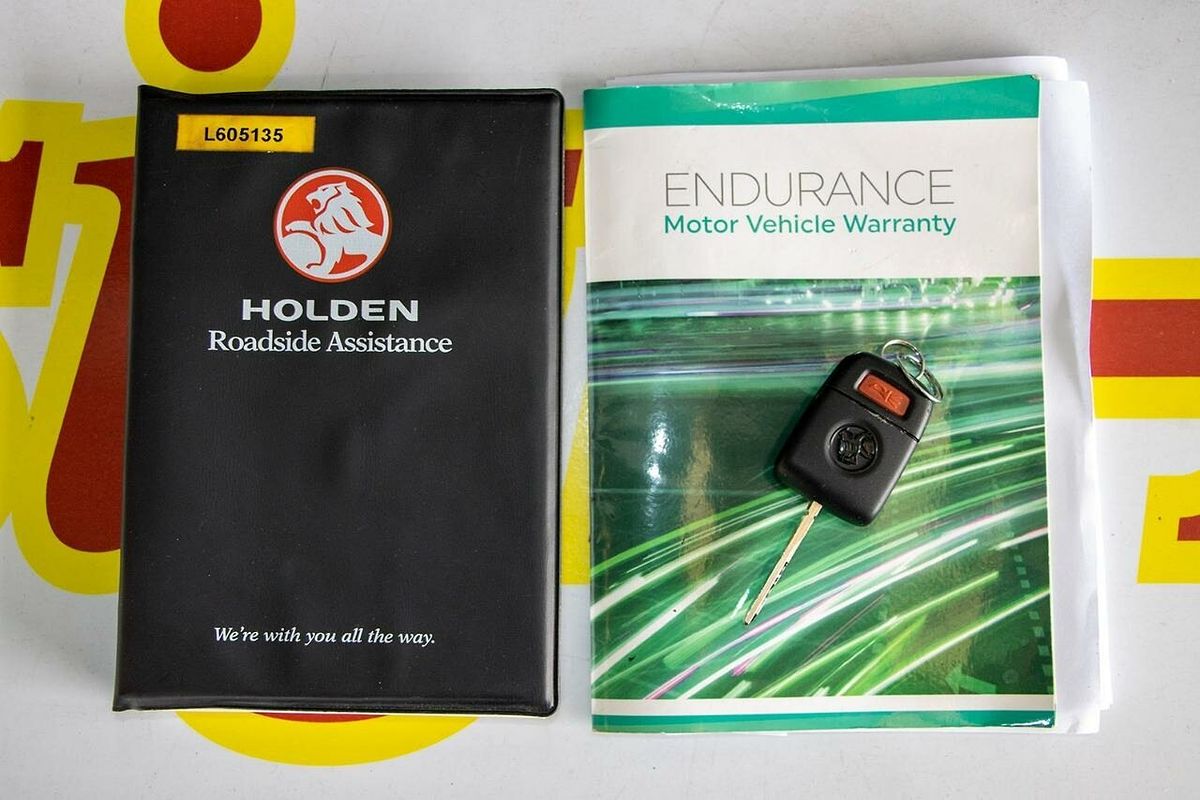 L605135
HOLDEN
Roadside Assistance
We're with you all the way.
ENDURANCE
Motor Vehicle Warranty